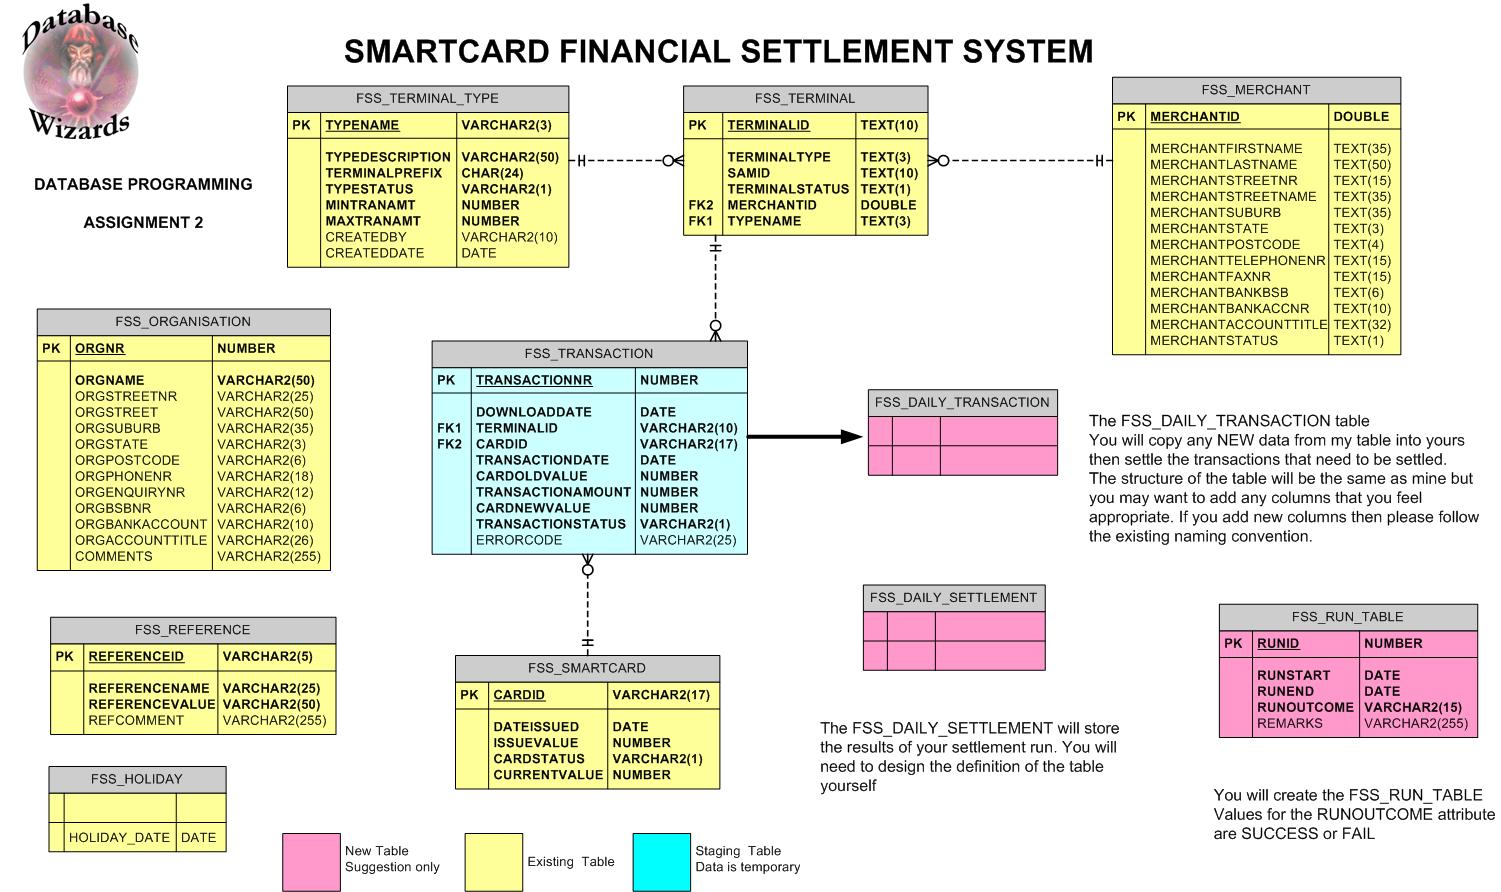 Database
Wizards
SMARTCARD FINANCIAL SETTLEMENT SYSTEM
DATABASE PROGRAMMING
ASSIGNMENT 2
FSS_TERMINAL_TYPE
PK TYPENAME VARCHAR2(3)
TYPEDESCRIPTION VARCHAR2(50)
TERMINALPREFIX CHAR(24)
TYPESTATUS VARCHAR2(1)
MINTRANAMT NUMBER
MAXTRANAMT NUMBER
CREATEDBY VARCHAR2(10)
CREATEDDATE DATE
FSS_TERMINAL
PK TERMINALID TEXT(10)
TERMINALTYPE TEXT(3)
SAMID TEXT(10)
TERMINALSTATUS TEXT(1)
FK2 MERCHANTID DOUBLE
FK1 TYPENAME TEXT(3)
FSS_MERCHANT
PK MERCHANTID DOUBLE
MERCHANTFIRSTNAME TEXT(35)
MERCHANTLASTNAME TEXT(50)
MERCHANTSTREETNR TEXT(15)
MERCHANTSTREETNAME TEXT(35)
MERCHANTSUBURB TEXT(35)
MERCHANTSTATE TEXT(3)
MERCHANTPOSTCODE TEXT(4)
MERCHANTTELEPHONENR TEXT(15)
MERCHANTFAXNR TEXT(15)
MERCHANTBANKBSB TEXT(6)
MERCHANTBANKACCNR TEXT(10)
MERCHANTACCOUNTTITLE TEXT(32)
MERCHANTSTATUS TEXT(1)
FSS_ORGANISATION
PK ORGNR NUMBER
ORGNAME VARCHAR2(50)
ORGSTREETNR VARCHAR2(25)
ORGSTREET VARCHAR2(50)
ORGSUBURB VARCHAR2(35)
ORGSTATE VARCHAR2(3)
ORGPOSTCODE VARCHAR2(6)
ORGPHONENR VARCHAR2(18)
ORGENQUIRYNR VARCHAR2(12)
ORGBSBNR VARCHAR2(6)
ORGBANKACCOUNT VARCHAR2(10)
ORGACCOUNTTITLE VARCHAR2(26)
COMMENTS VARCHAR2(255)
FSS_TRANSACTION
PK TRANSACTIONNR NUMBER
DOWNLOADDATE DATE
FK1 TERMINALID VARCHAR2(10)
FK2 CARDID VARCHAR2(17)
TRANSACTIONDATE DATE
CARDOLDVALUE NUMBER
TRANSACTIONAMOUNT NUMBER
CARDNEWVALUE NUMBER
TRANSACTIONSTATUS VARCHAR2(1)
ERRORCODE VARCHAR2(25)
FSS_DAILY_TRANSACTION
The FSS_DAILY_TRANSACTION table
You will copy any NEW data from my table into yours
then settle the transactions that need to be settled.
The structure of the table will be the same as mine but
you may want to add any columns that you feel
appropriate. If you add new columns then please follow
the existing naming convention.
FSS_REFERENCE
PK REFERENCEID VARCHAR2(5)
REFERENCENAME VARCHAR2(25)
REFERENCEVALUE VARCHAR2(50)
REFCOMMENT VARCHAR2(255)
FSS_SMARTCARD
PK CARDID VARCHAR2(17)
DATEISSUED DATE
ISSUEVALUE NUMBER
CARDSTATUS VARCHAR2(1)
CURRENTVALUE NUMBER
FSS_DAILY_SETTLEMENT
The FSS_DAILY_SETTLEMENT will store
the results of your settlement run. You will
need to design the definition of the table
yourself
FSS_RUN_TABLE
PK RUNID NUMBER
RUNSTART DATE
RUNEND DATE
RUNOUTCOME VARCHAR2(15)
REMARKS VARCHAR2(255)
You will create the FSS_RUN_TABLE
Values for the RUNOUTCOME attribute
are SUCCESS or FAIL
FSS_HOLIDAY
HOLIDAY_DATE DATE
New Table
Suggestion only
Existing Table
Staging Table
Data is temporary